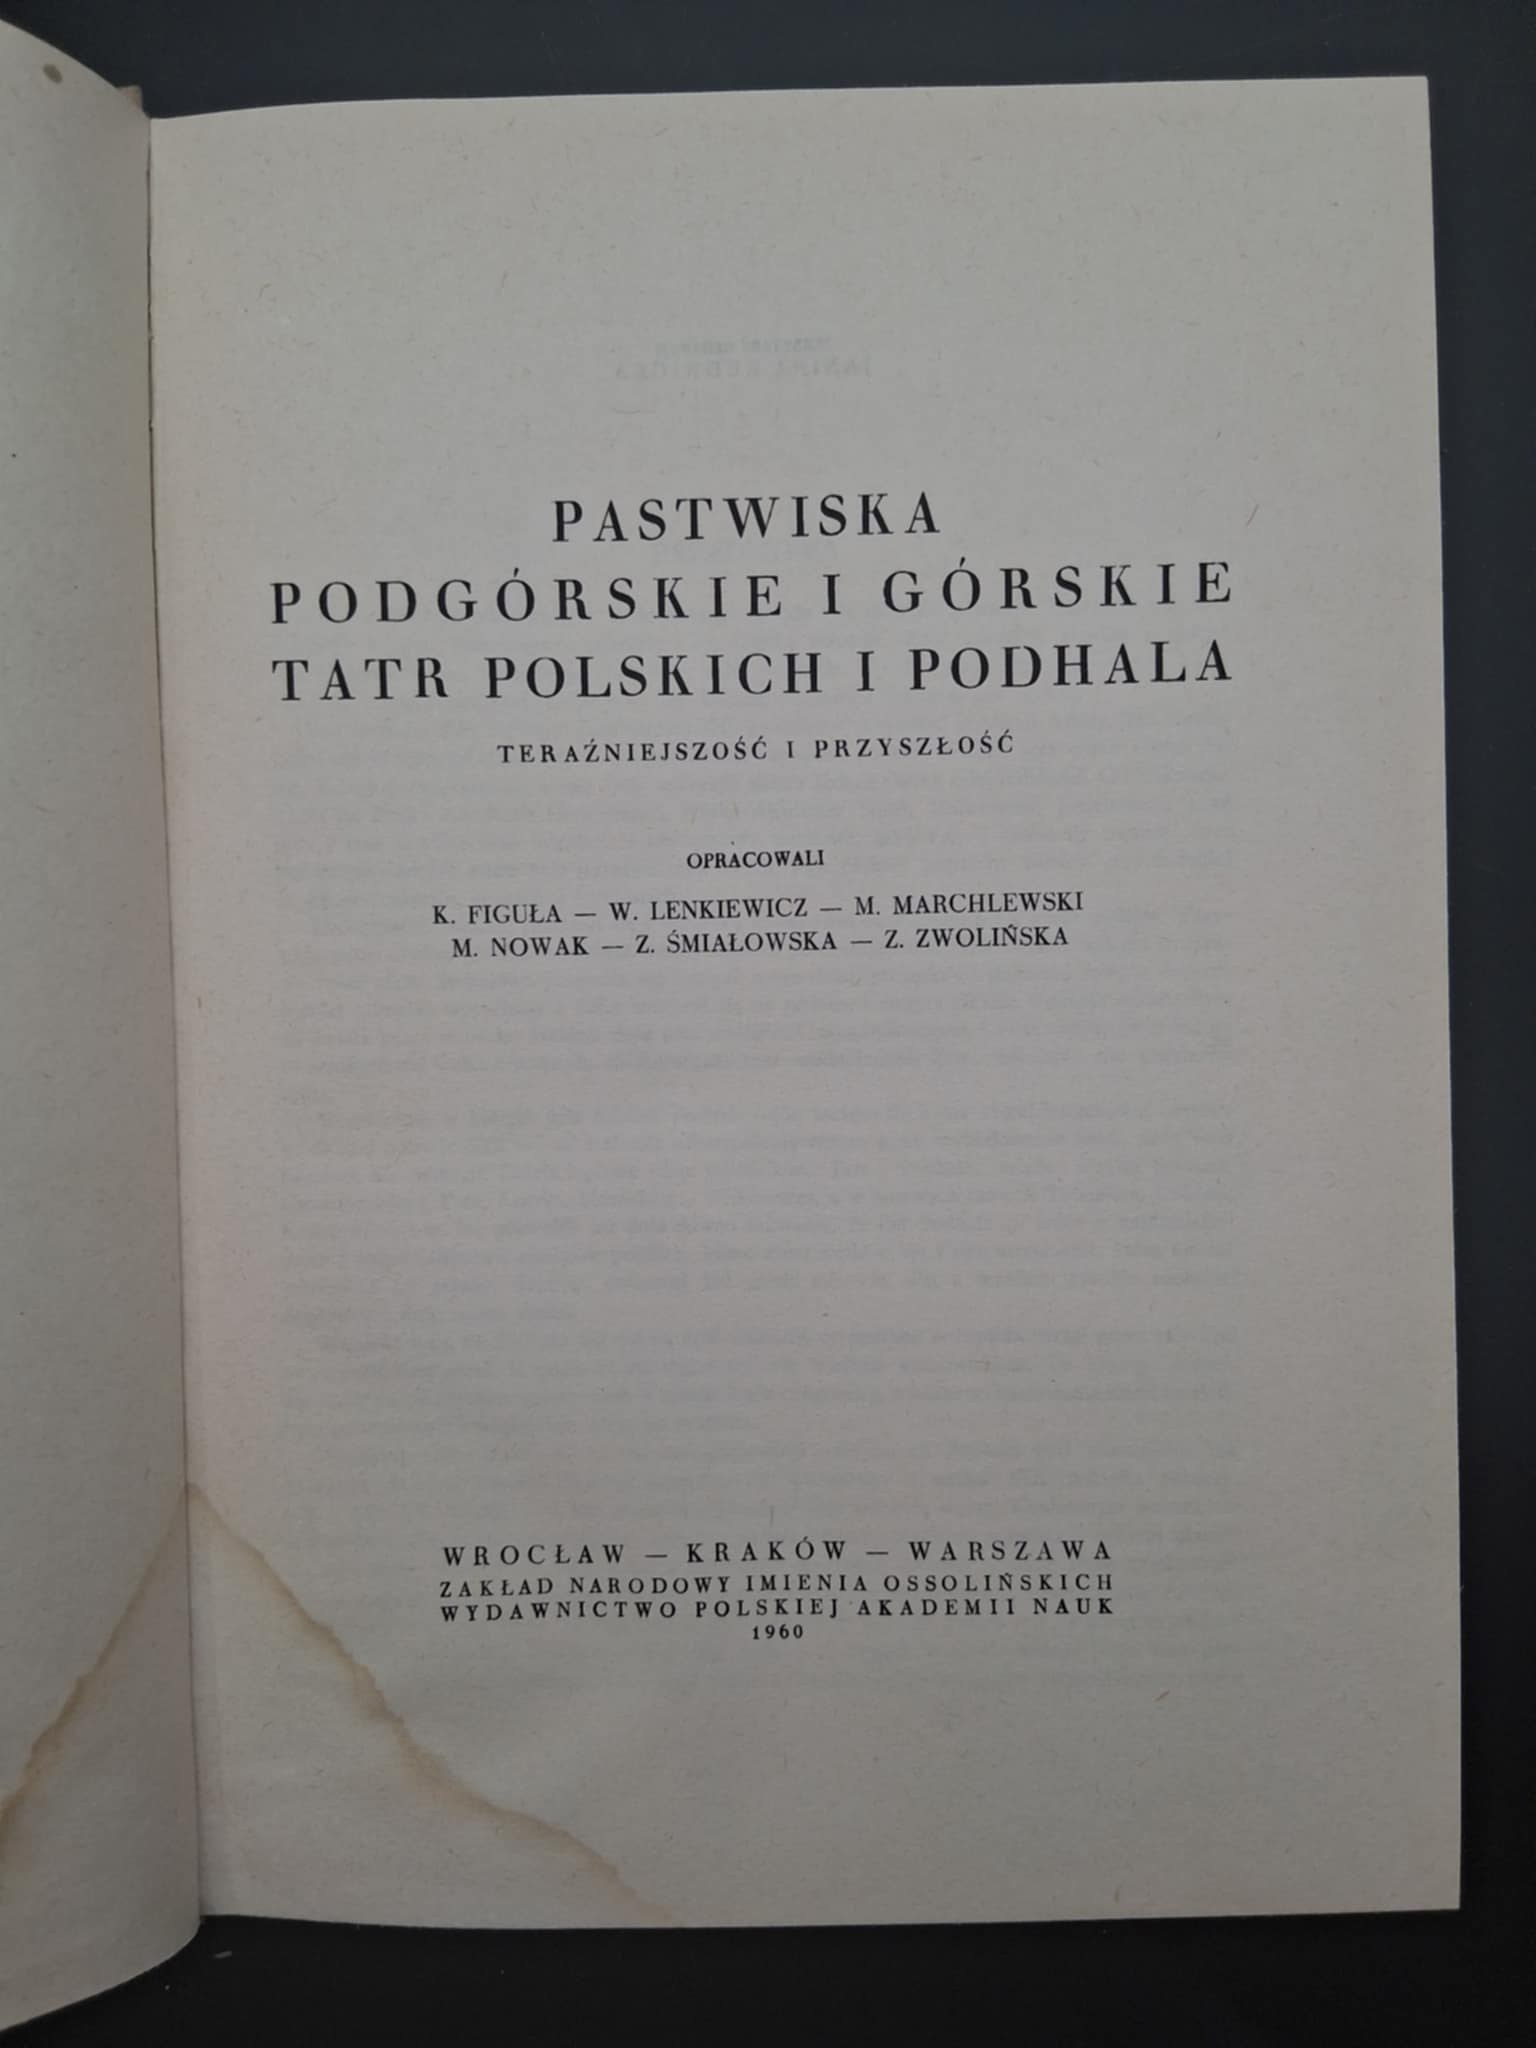 PASTWISKA
PODGÓRSKIE I GÓRSKIE
TATR POLSKICH I PODHALA
TERAŹNIEJSZOŚĆ I PRZYSZŁOŚĆ
OPRACOWALI
K. FIGUŁA — W. LENKIEWICZ — M. MARCHLEWSKI
M. NOWAK — Z. ŚMIAŁOWSKA — Z. ZWOLIŃSKA
WROCŁAW — KRAKÓW — WARSZAWA
ZAKŁAD NARODOWY IMIENIA OSSOLIŃSKICH
WYDAWNICTWO POLSKIEJ AKADEMII NAUK
1960